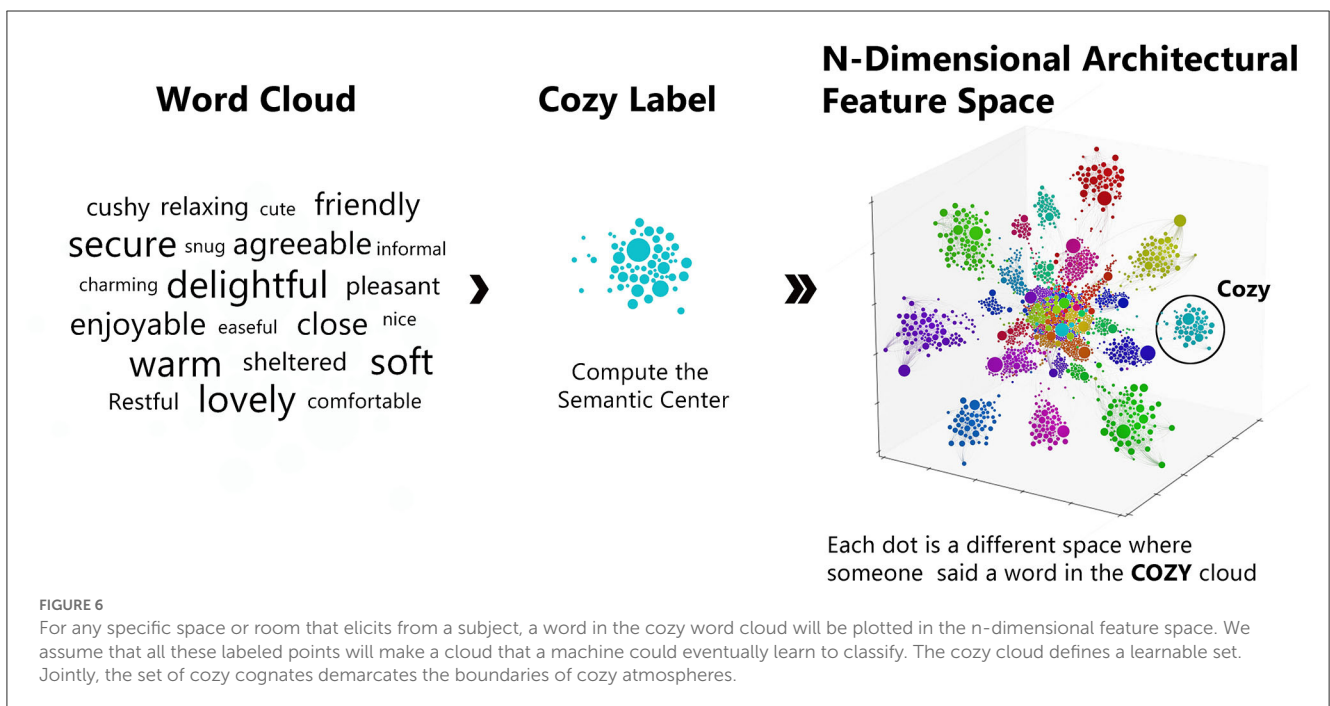 Word Cloud
Cozy Label
N-Dimensional Architectural
Feature Space
cushy relaxing cute friendly
secure snug agreeable informal
charming delightful pleasant
enjoyable easeful close nice
warm sheltered soft
Restful lovely comfortable
Compute the
Semantic Center
Cozy
Each dot is a different space where
someone said a word in the COZY cloud
FIGURE 6
For any specific space or room that elicits from a subject, a word in the cozy word cloud will be plotted in the n-dimensional feature space. We
assume that all these labeled points will make a cloud that a machine could eventually learn to classify. The cozy cloud defines a learnable set.
Jointly, the set of cozy cognates demarcates the boundaries of cozy atmospheres.